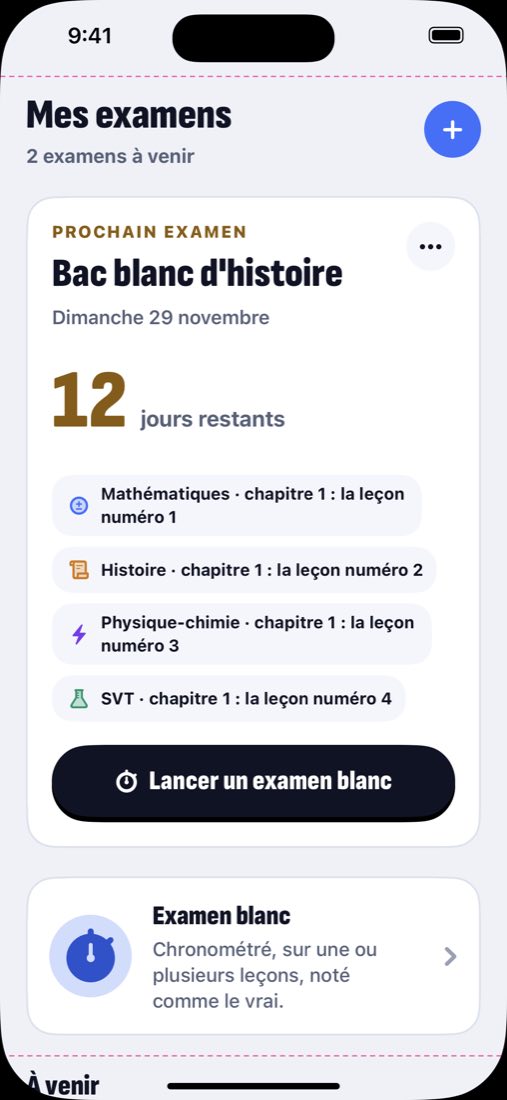 9:41
Mes examens
2 examens à venir
PROCHAIN EXAMEN
Bac blanc d'histoire
Dimanche 29 novembre
12 jours restants
Mathématiques · chapitre 1 : la leçon
numéro 1
Histoire · chapitre 1 : la leçon numéro 2
Physique-chimie · chapitre 1 : la leçon
numéro 3
SVT · chapitre 1 : la leçon numéro 4
Lancer un examen blanc
Examen blanc
Chronométré, sur une ou
plusieurs leçons, noté
comme le vrai.
À venir